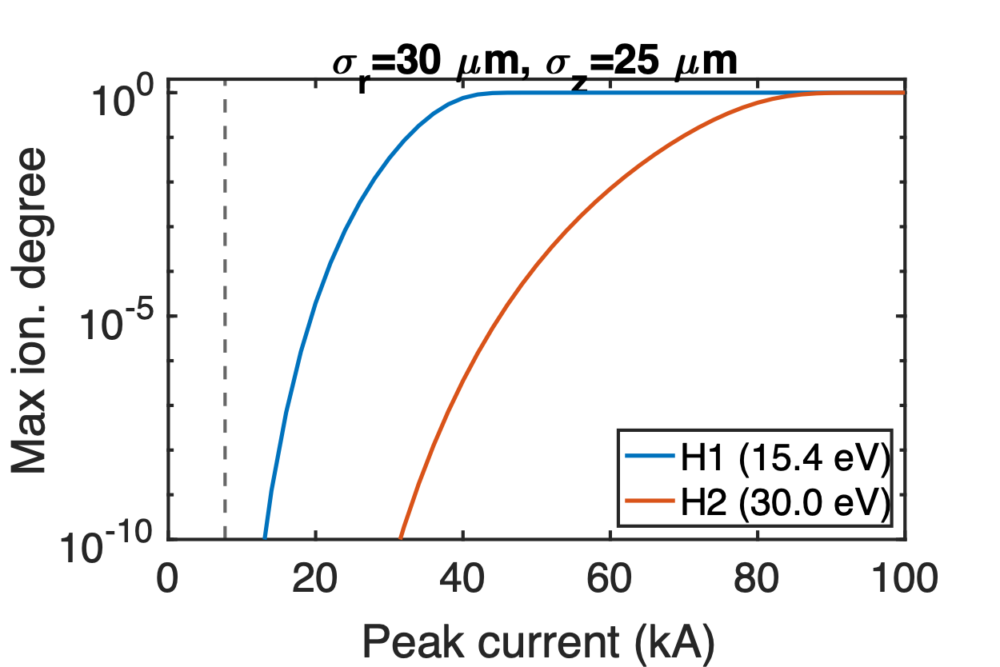 σr=30 μm, σz=25 μm
Max ion. degree
10^0
10^-5
10^-10
0 20 40 60 80 100
Peak current (kA)
H1 (15.4 eV)
H2 (30.0 eV)